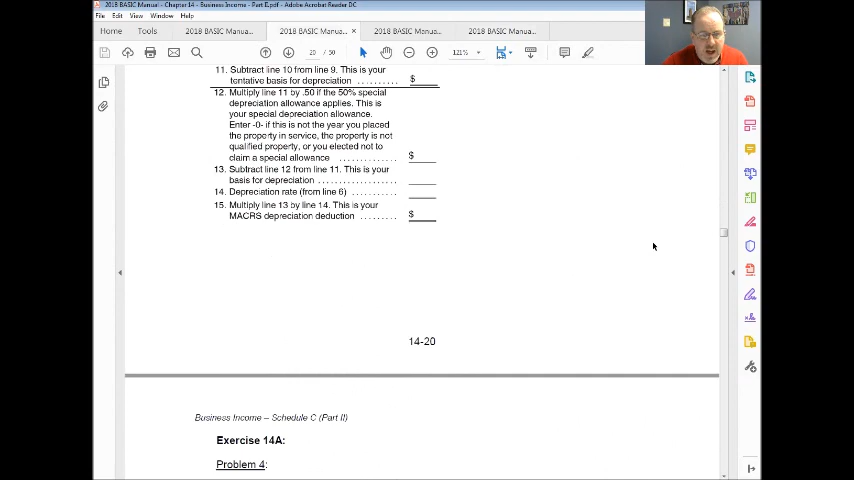 2018 BASIC Manual - Chapter 14 - Business Income - Part II.pdf - Adobe Acrobat Reader DC
File Edit View Window Help
Home Tools 2018 BASIC Manua... 2018 BASIC Manua... × 2018 BASIC Manua... 2018 BASIC Manua...
20 / 50 121%
11. Subtract line 10 from line 9. This is your
tentative basis for depreciation .......... $
12. Multiply line 11 by .50 if the 50% special
depreciation allowance applies. This is
your special depreciation allowance.
Enter -0- if this is not the year you placed
the property in service, the property is not
qualified property, or you elected not to
claim a special allowance .............. $
13. Subtract line 12 from line 11. This is your
basis for depreciation ...................
14. Depreciation rate (from line 6) ...........
15. Multiply line 13 by line 14. This is your
MACRS depreciation deduction ......... $
14-20
Business Income – Schedule C (Part II)
Exercise 14A:
Problem 4: